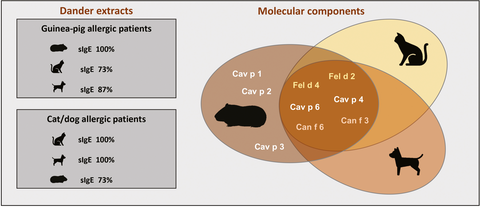 Dander extracts
Guinea-pig allergic patients
sIgE 100%
sIgE 73%
sIgE 87%
Cat/dog allergic patients
sIgE 100%
sIgE 100%
sIgE 73%
Molecular components
Cav p 1
Fel d 2
Fel d 4
Cav p 2
Cav p 6
Cav p 4
Can f 6
Can f 3
Cav p 3